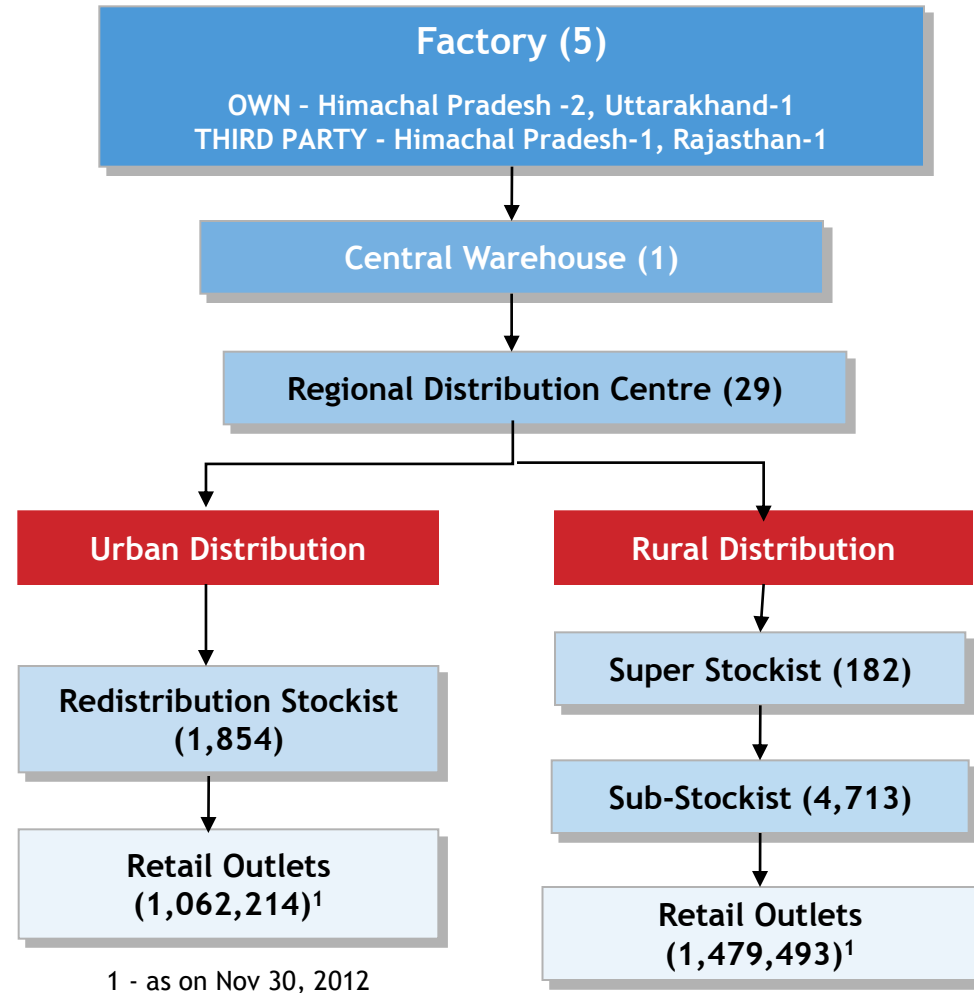 Factory (5)
OWN – Himachal Pradesh -2, Uttarakhand-1
THIRD PARTY - Himachal Pradesh-1, Rajasthan-1
Central Warehouse (1)
Regional Distribution Centre (29)
Urban Distribution
Redistribution Stockist
(1,854)
Retail Outlets
(1,062,214)1
1 - as on Nov 30, 2012
Rural Distribution
Super Stockist (182)
Sub-Stockist (4,713)
Retail Outlets
(1,479,493)1